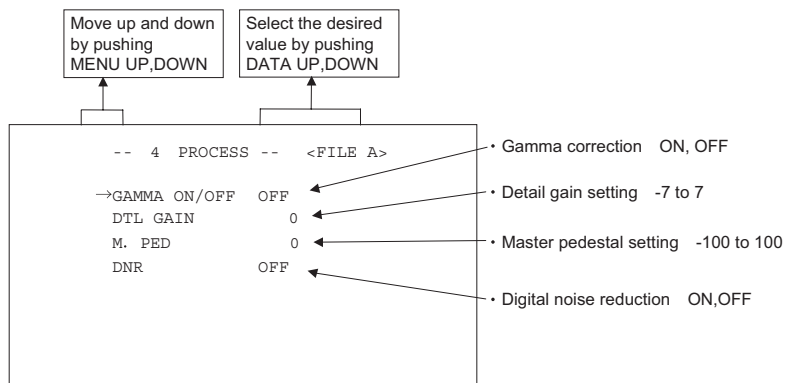 Move up and down
by pushing
MENU UP,DOWN
Select the desired
value by pushing
DATA UP,DOWN
-- 4 PROCESS -- <FILE A>
→GAMMA ON/OFF OFF
DTL GAIN 0
M. PED 0
DNR OFF
• Gamma correction ON, OFF
• Detail gain setting -7 to 7
• Master pedestal setting -100 to 100
• Digital noise reduction ON,OFF